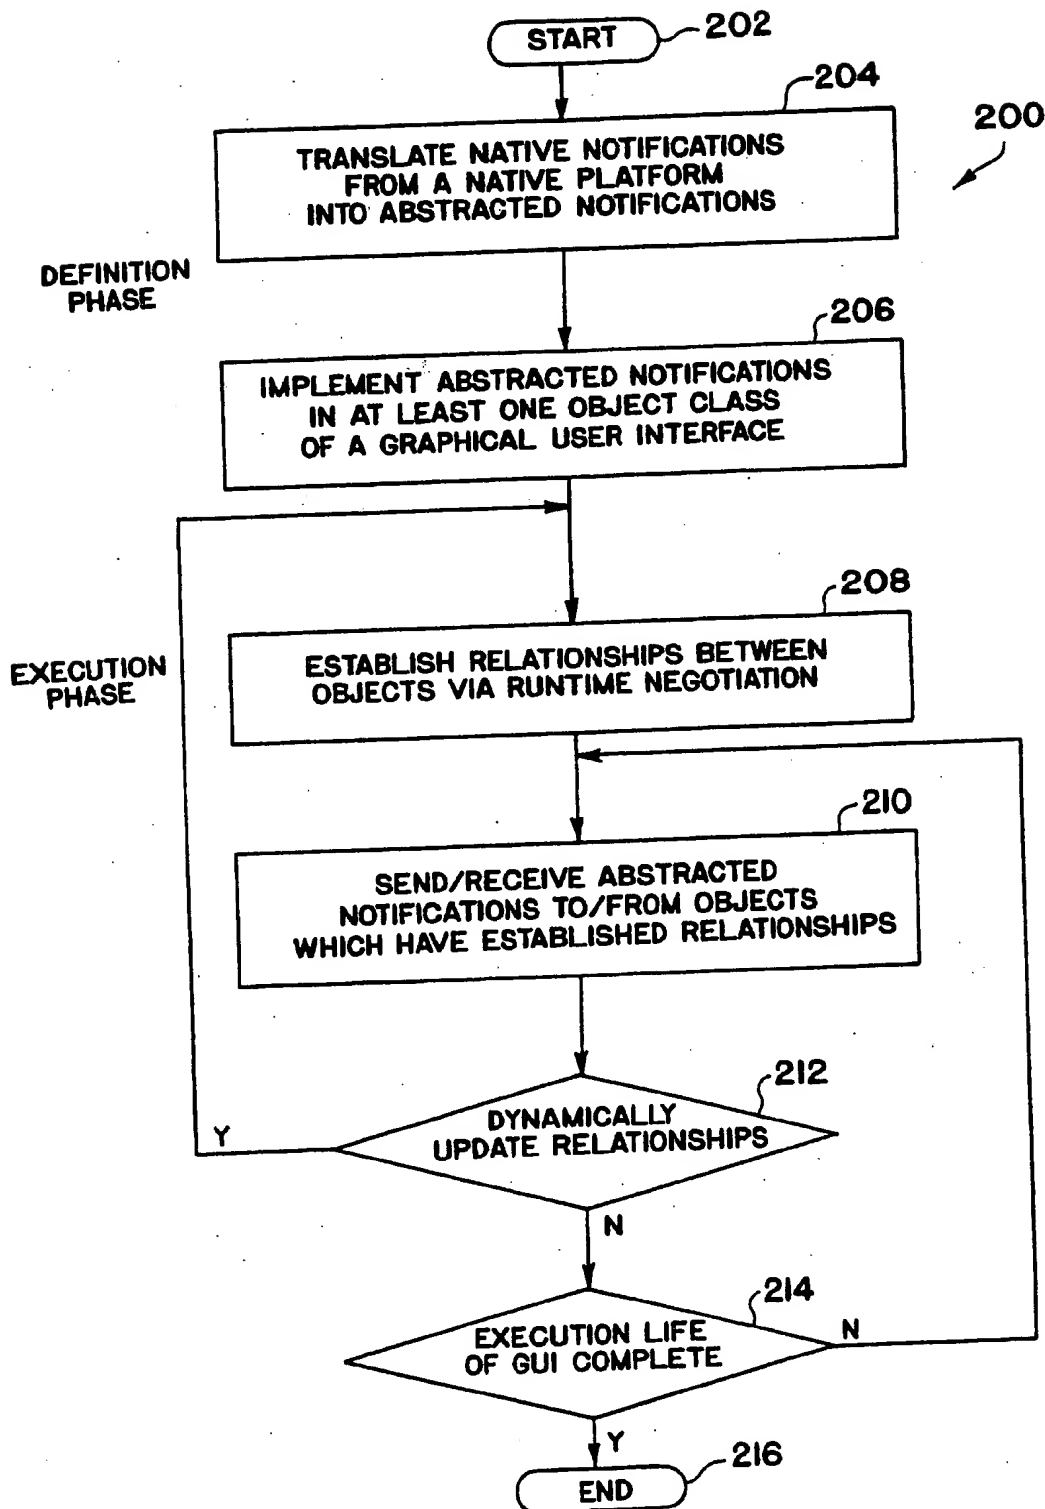 START
202
204
200
TRANSLATE NATIVE NOTIFICATIONS
FROM A NATIVE PLATFORM
INTO ABSTRACTED NOTIFICATIONS
DEFINITION
PHASE
206
IMPLEMENT ABSTRACTED NOTIFICATIONS
IN AT LEAST ONE OBJECT CLASS
OF A GRAPHICAL USER INTERFACE
208
EXECUTION
PHASE
ESTABLISH RELATIONSHIPS BETWEEN
OBJECTS VIA RUNTIME NEGOTIATION
210
SEND/RECEIVE ABSTRACTED
NOTIFICATIONS TO/FROM OBJECTS
WHICH HAVE ESTABLISHED RELATIONSHIPS
212
DYNAMICALLY
UPDATE RELATIONSHIPS
Y
N
214
EXECUTION LIFE
OF GUI COMPLETE
N
Y
216
END